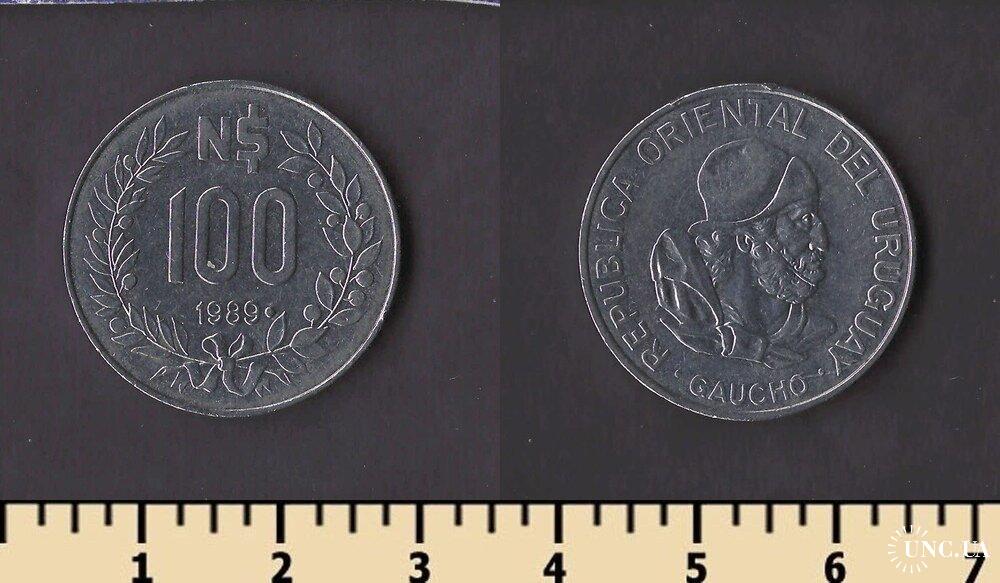 N$
100
1989
REPUBLICA ORIENTAL DEL URUGUAY
· GAUCHO ·
1 2 3 4 5 6 7
UNC.UA